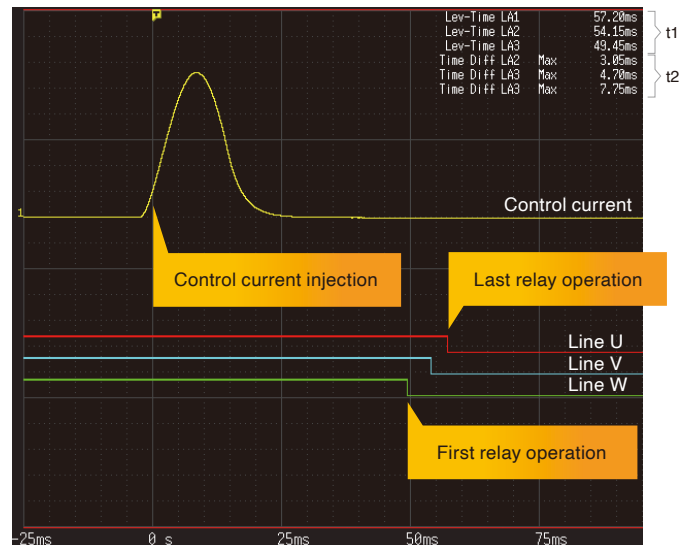 T
Lev-Time LA1 57.20ms
Lev-Time LA2 54.15ms
Lev-Time LA3 49.45ms
t1
Time Diff LA2 Max 3.05ms
Time Diff LA3 Max 4.70ms
Time Diff LA3 Max 7.75ms
t2
1
Control current
Control current injection
Last relay operation
Line U
Line V
Line W
First relay operation
-25ms 0 s 25ms 50ms 75ms